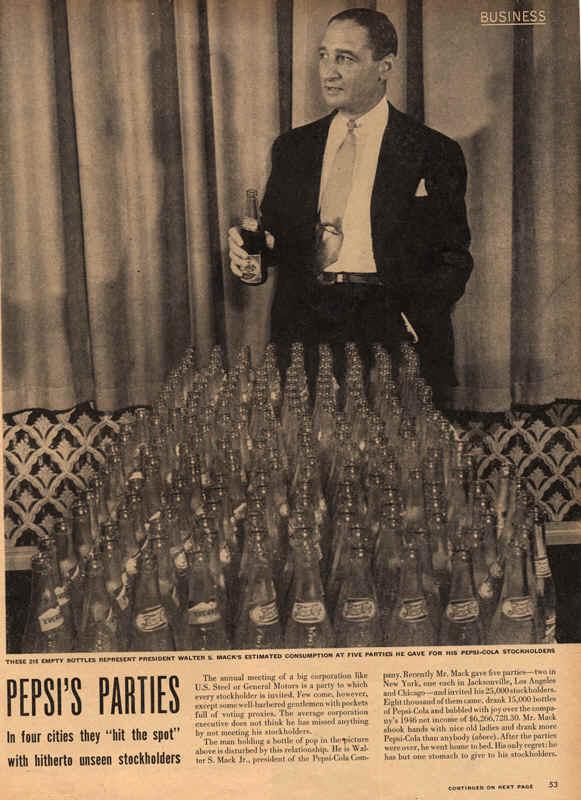 BUSINESS
THESE 215 EMPTY BOTTLES REPRESENT PRESIDENT WALTER S. MACK'S ESTIMATED CONSUMPTION AT FIVE PARTIES HE GAVE FOR HIS PEPSI-COLA STOCKHOLDERS
PEPSI'S PARTIES
In four cities they "hit the spot"
with hitherto unseen stockholders
The annual meeting of a big corporation like
U.S. Steel or General Motors is a party to which
every stockholder is invited. Few come, however,
except some well-barbered gentlemen with pockets
full of voting proxies. The average corporation
executive does not think he has missed anything
by not meeting his stockholders.
The man holding a bottle of pop in the picture
above is disturbed by this relationship. He is Wal-
ter S. Mack Jr., president of the Pepsi-Cola Com-
pany. Recently Mr. Mack gave five parties—two in
New York, one each in Jacksonville, Los Angeles
and Chicago—and invited his 25,000 stockholders.
Eight thousand of them came, drank 15,000 bottles
of Pepsi-Cola and bubbled with joy over the compa-
ny's 1946 net income of $6,266,728.30. Mr. Mack
shook hands with nice old ladies and drank more
Pepsi-Cola than anybody (above). After the parties
were over, he went home to bed. His only regret: he
has but one stomach to give to his stockholders.
CONTINUED ON NEXT PAGE 53